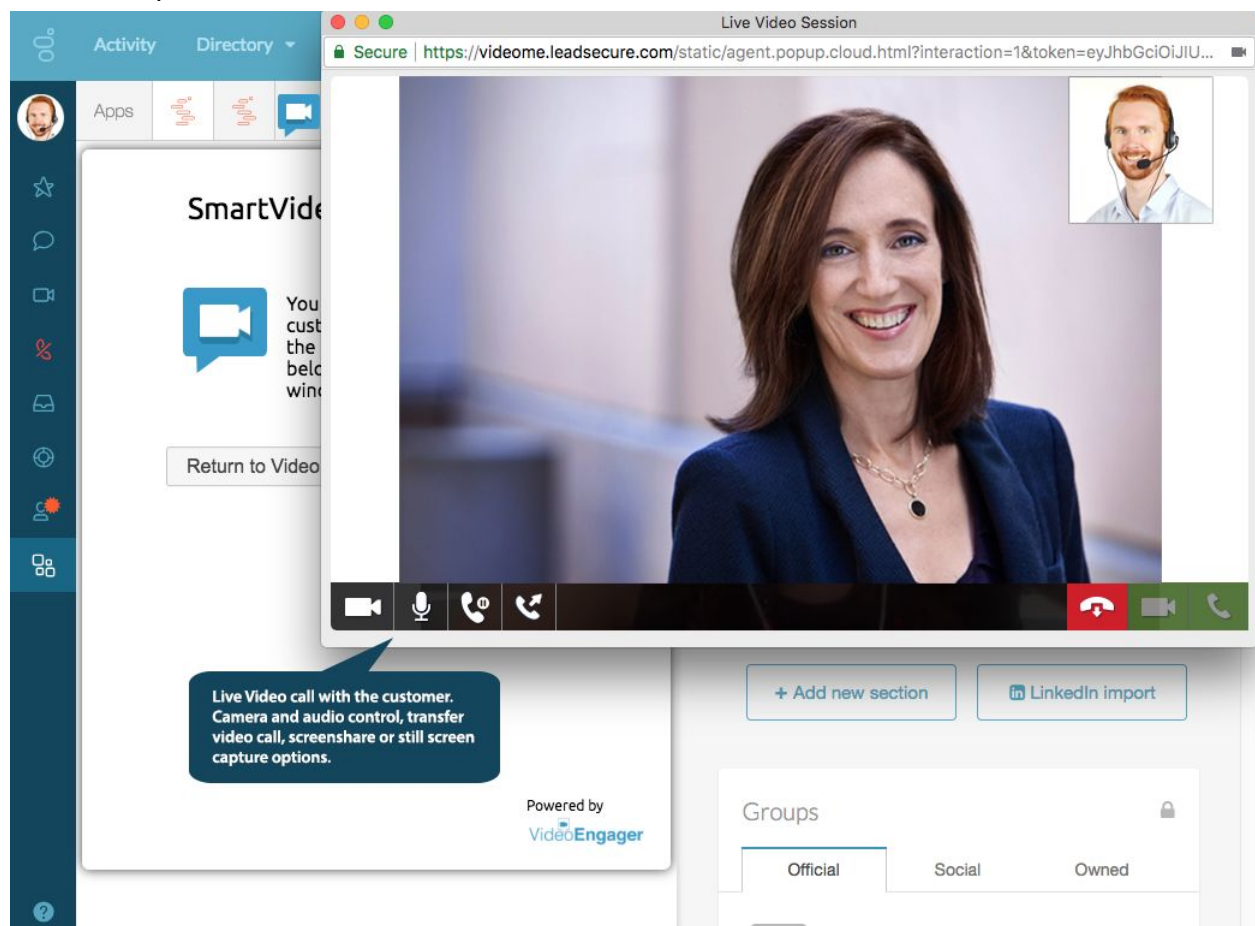 Live Video Session
Secure | https://videome.leadsecure.com/static/agent.popup.cloud.html?interaction=1&token=eyJhbGciOiJIU...
Activity Directory
Apps
SmartVide
You
cust
the
belo
wind
Return to Video
Live Video call with the customer.
Camera and audio control, transfer
video call, screenshare or still screen
capture options.
Powered by
VideoEngager
+ Add new section
in LinkedIn import
Groups
Official Social Owned
?